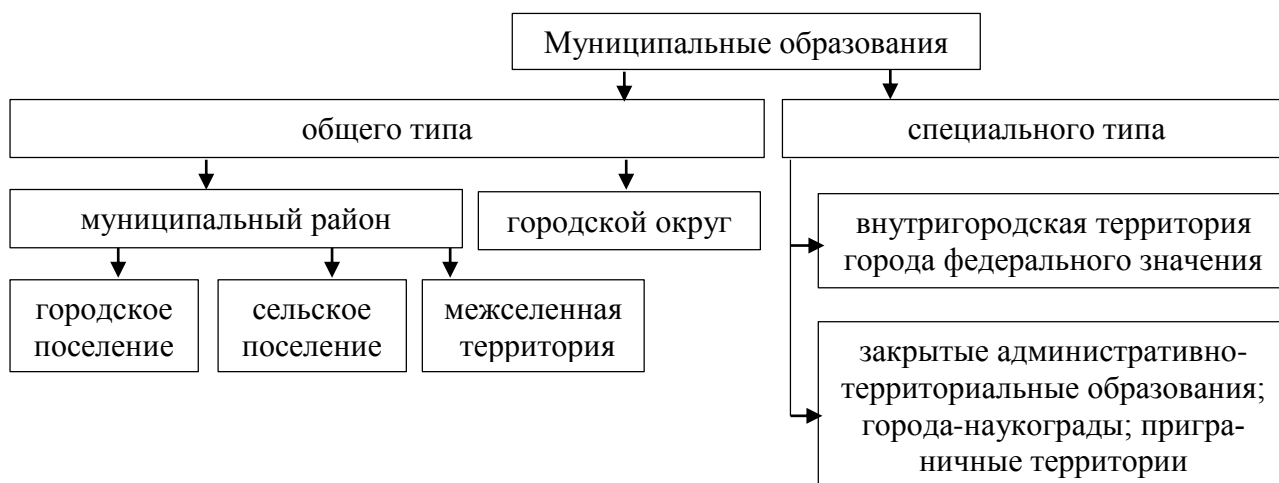 Муниципальные образования
общего типа
специального типа
муниципальный район
городской округ
городское
поселение
сельское
поселение
межселенная
территория
внутригородская территория
города федерального значения
закрытые административно-
территориальные образования;
города-наукограды; пригра-
ничные территории